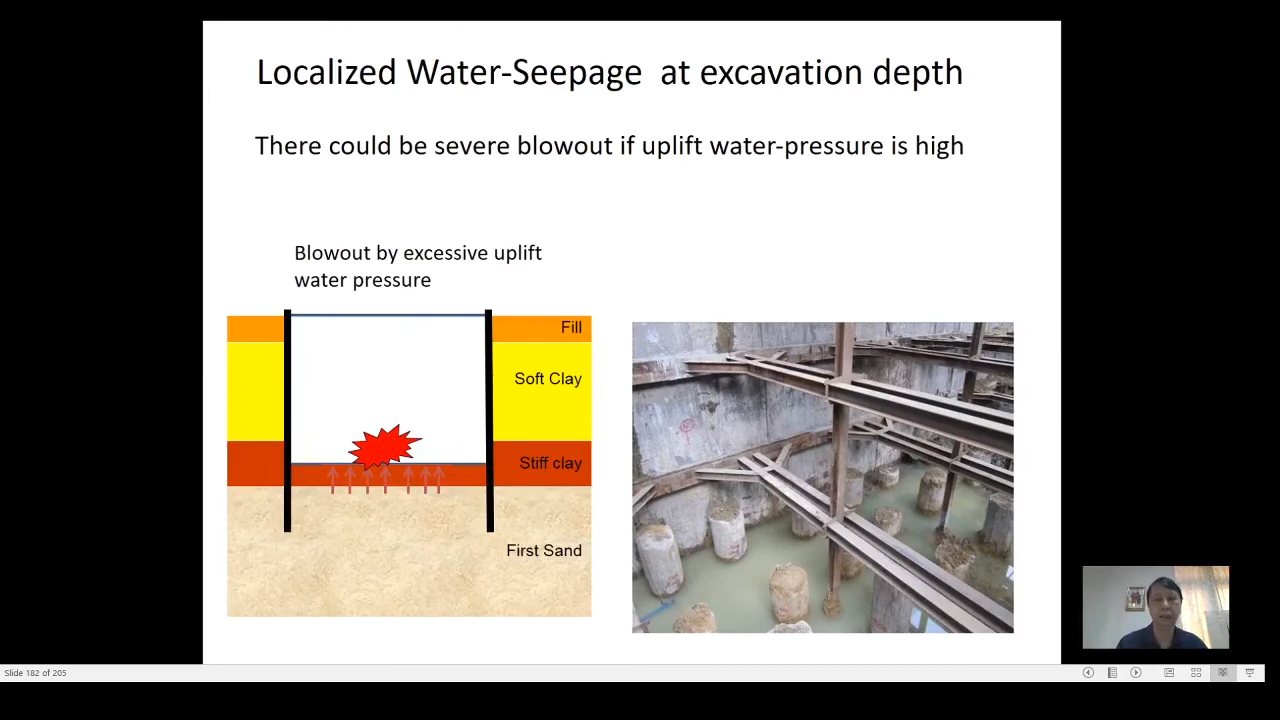 Localized Water-Seepage at excavation depth
There could be severe blowout if uplift water-pressure is high
Blowout by excessive uplift
water pressure
Fill
Soft Clay
Stiff clay
First Sand
Slide 182 of 205